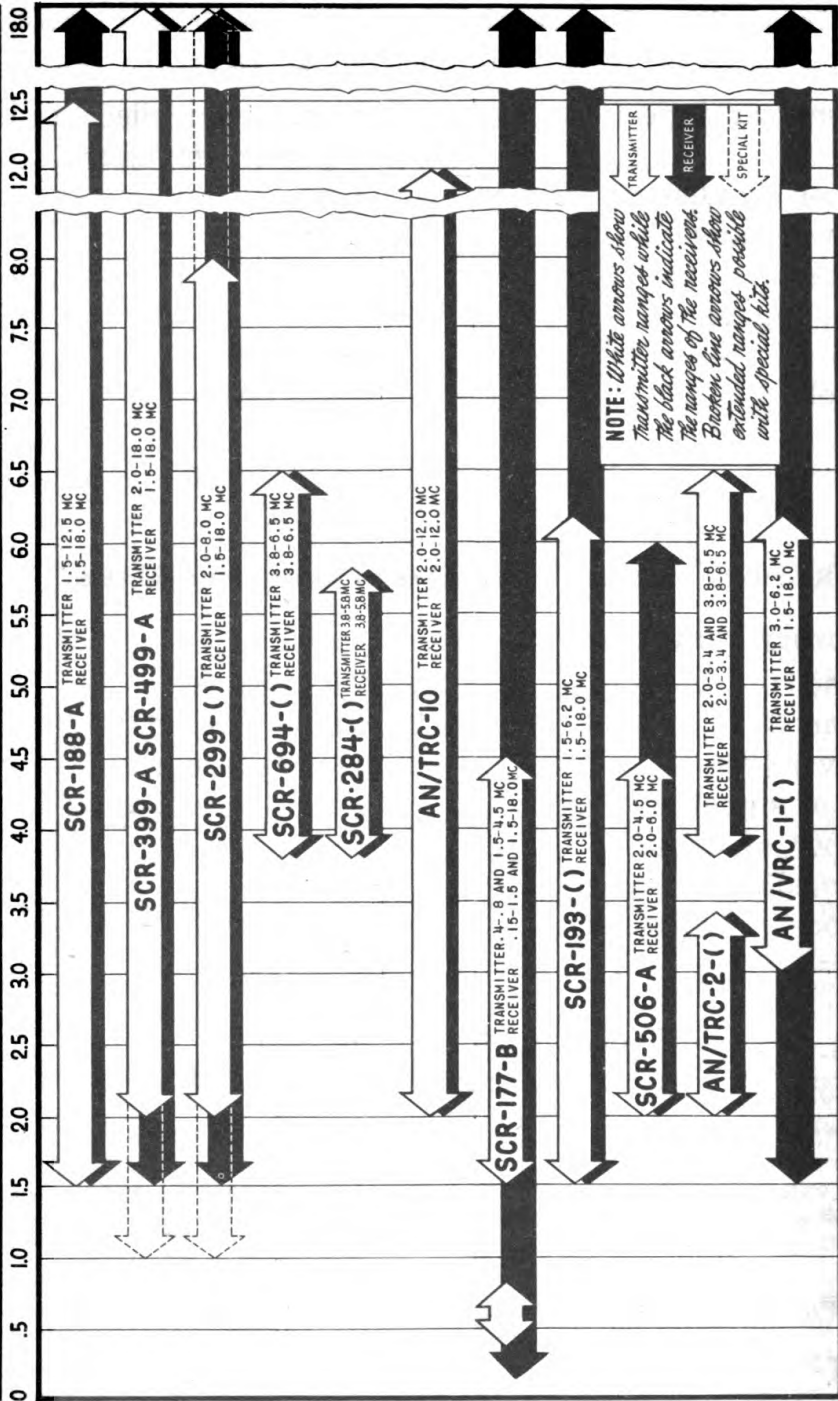 0 .5 1.0 1.5 2.0 2.5 3.0 3.5 4.0 4.5 5.0 5.5 6.0 6.5 7.0 7.5 8.0 12.0 12.5 18.0
SCR-188-A TRANSMITTER 1.5-12.5 MC
RECEIVER 1.5-18.0 MC
SCR-399-A SCR-499-A TRANSMITTER 2.0-18.0 MC
RECEIVER 1.5-18.0 MC
SCR-299-( ) TRANSMITTER 2.0-8.0 MC
RECEIVER 1.5-18.0 MC
SCR-694-( ) TRANSMITTER 3.8-6.5 MC
RECEIVER 3.8-6.5 MC
SCR-284-( ) TRANSMITTER 3.8-5.8 MC
RECEIVER 3.8-5.8 MC
AN/TRC-10 TRANSMITTER 2.0-12.0 MC
RECEIVER 2.0-12.0 MC
SCR-177-B TRANSMITTER .4-.8 AND 1.5-4.5 MC
RECEIVER .15-1.5 AND 1.5-18.0 MC
SCR-193-( ) TRANSMITTER 1.5-6.2 MC
RECEIVER 1.5-18.0 MC
SCR-506-A TRANSMITTER 2.0-4.5 MC
RECEIVER 2.0-6.0 MC
AN/TRC-2-( ) TRANSMITTER 2.0-3.4 AND 3.8-6.5 MC
RECEIVER 2.0-3.4 AND 3.8-6.5 MC
AN/VRC-1-( ) TRANSMITTER 3.0-6.2 MC
RECEIVER 1.5-18.0 MC
NOTE: White arrows show
transmitter ranges while
the black arrows indicate
the ranges of the receivers.
Broken line arrows show
extended ranges possible
with special kits.
TRANSMITTER
RECEIVER
SPECIAL KIT